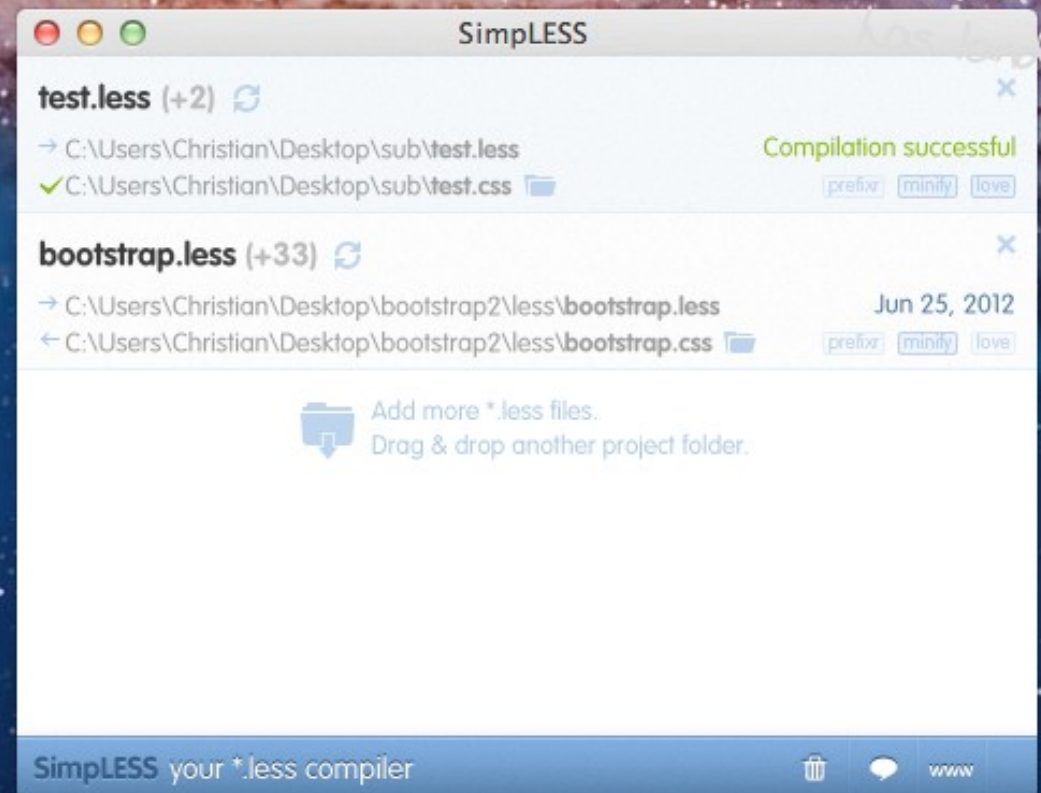 SimpLESS
test.less (+2)
C:\Users\Christian\Desktop\sub\test.less
Compilation successful
C:\Users\Christian\Desktop\sub\test.css
prefixr minify love
bootstrap.less (+33)
C:\Users\Christian\Desktop\bootstrap2\less\bootstrap.less
Jun 25, 2012
C:\Users\Christian\Desktop\bootstrap2\less\bootstrap.css
prefixr minify love
Add more *.less files.
Drag & drop another project folder.
SimpLESS your *.less compiler
www